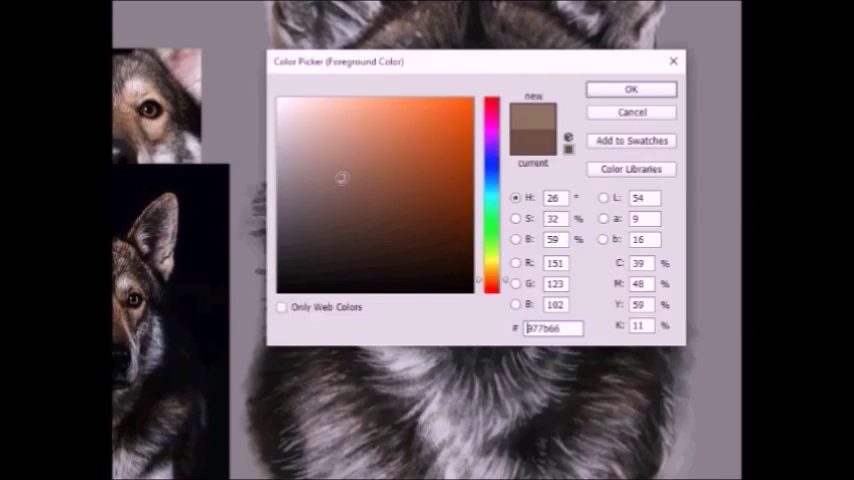 Color Picker (Foreground Color)
new
current
OK
Cancel
Add to Swatches
Color Libraries
H: 26 °
S: 32 %
B: 59 %
R: 151
G: 123
B: 102
L: 54
a: 9
b: 16
C: 39 %
M: 48 %
Y: 59 %
K: 11 %
Only Web Colors
# 977b66